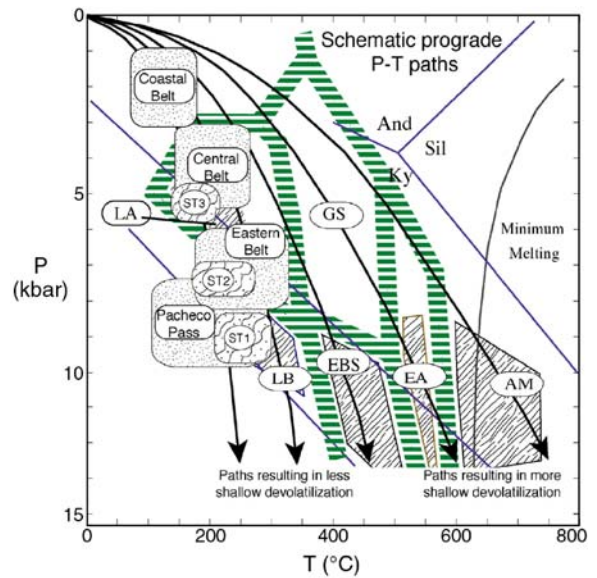 0
Schematic prograde
P-T paths
Coastal
Belt
And
Sil
Central
Belt
Ky
5
ST3
LA
GS
Eastern
Belt
Minimum
Melting
P
(kbar)
ST2
Pacheco
Pass
ST1
10
LB
EBS
EA
AM
Paths resulting in less
shallow devolatilization
Paths resulting in more
shallow devolatilization
15
0
200
400
600
800
T (°C)